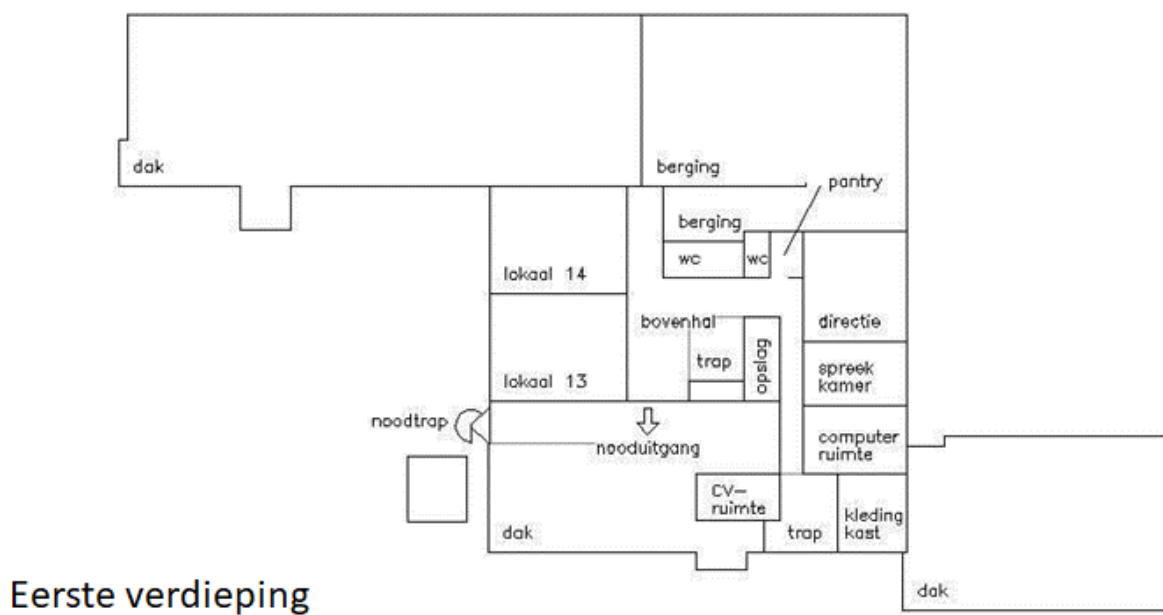 dak
berging
pantry
berging
wc
wc
lokaal 14
bovenhal
directie
trap
opslag
spreek
kamer
lokaal 13
noodtrap
nooduitgang
computer
ruimte
CV-
ruimte
kleding
kast
dak
trap
dak
Eerste verdieping